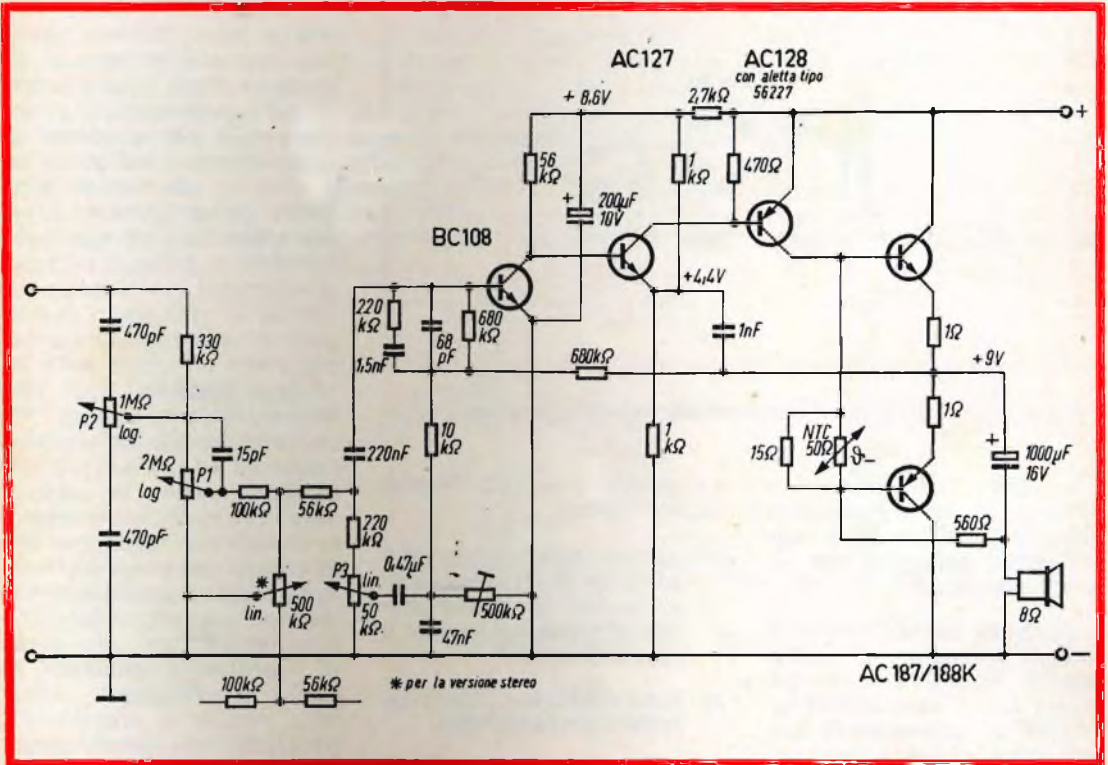 AC127
AC128
con aletta tipo
56227
+ 8,6V
2,7kΩ
+
56
kΩ
1
kΩ
470Ω
+
200µF
10V
BC108
+4,4V
470pF
330
kΩ
220
kΩ
1,5nF
68
pF
680
kΩ
680kΩ
1nF
1Ω
+9V
P2
1MΩ
log.
15pF
2MΩ
log
P1
100kΩ
56kΩ
220nF
10
kΩ
1
kΩ
15Ω
NTC
50Ω
ϑ–
1Ω
+
1000µF
16V
470pF
220
kΩ
560Ω
*
lin.
500
kΩ
P3
lin.
50
kΩ.
0,47µF
500kΩ
47nF
8Ω
–
100kΩ
56kΩ
* per la versione stereo
AC 187/188K